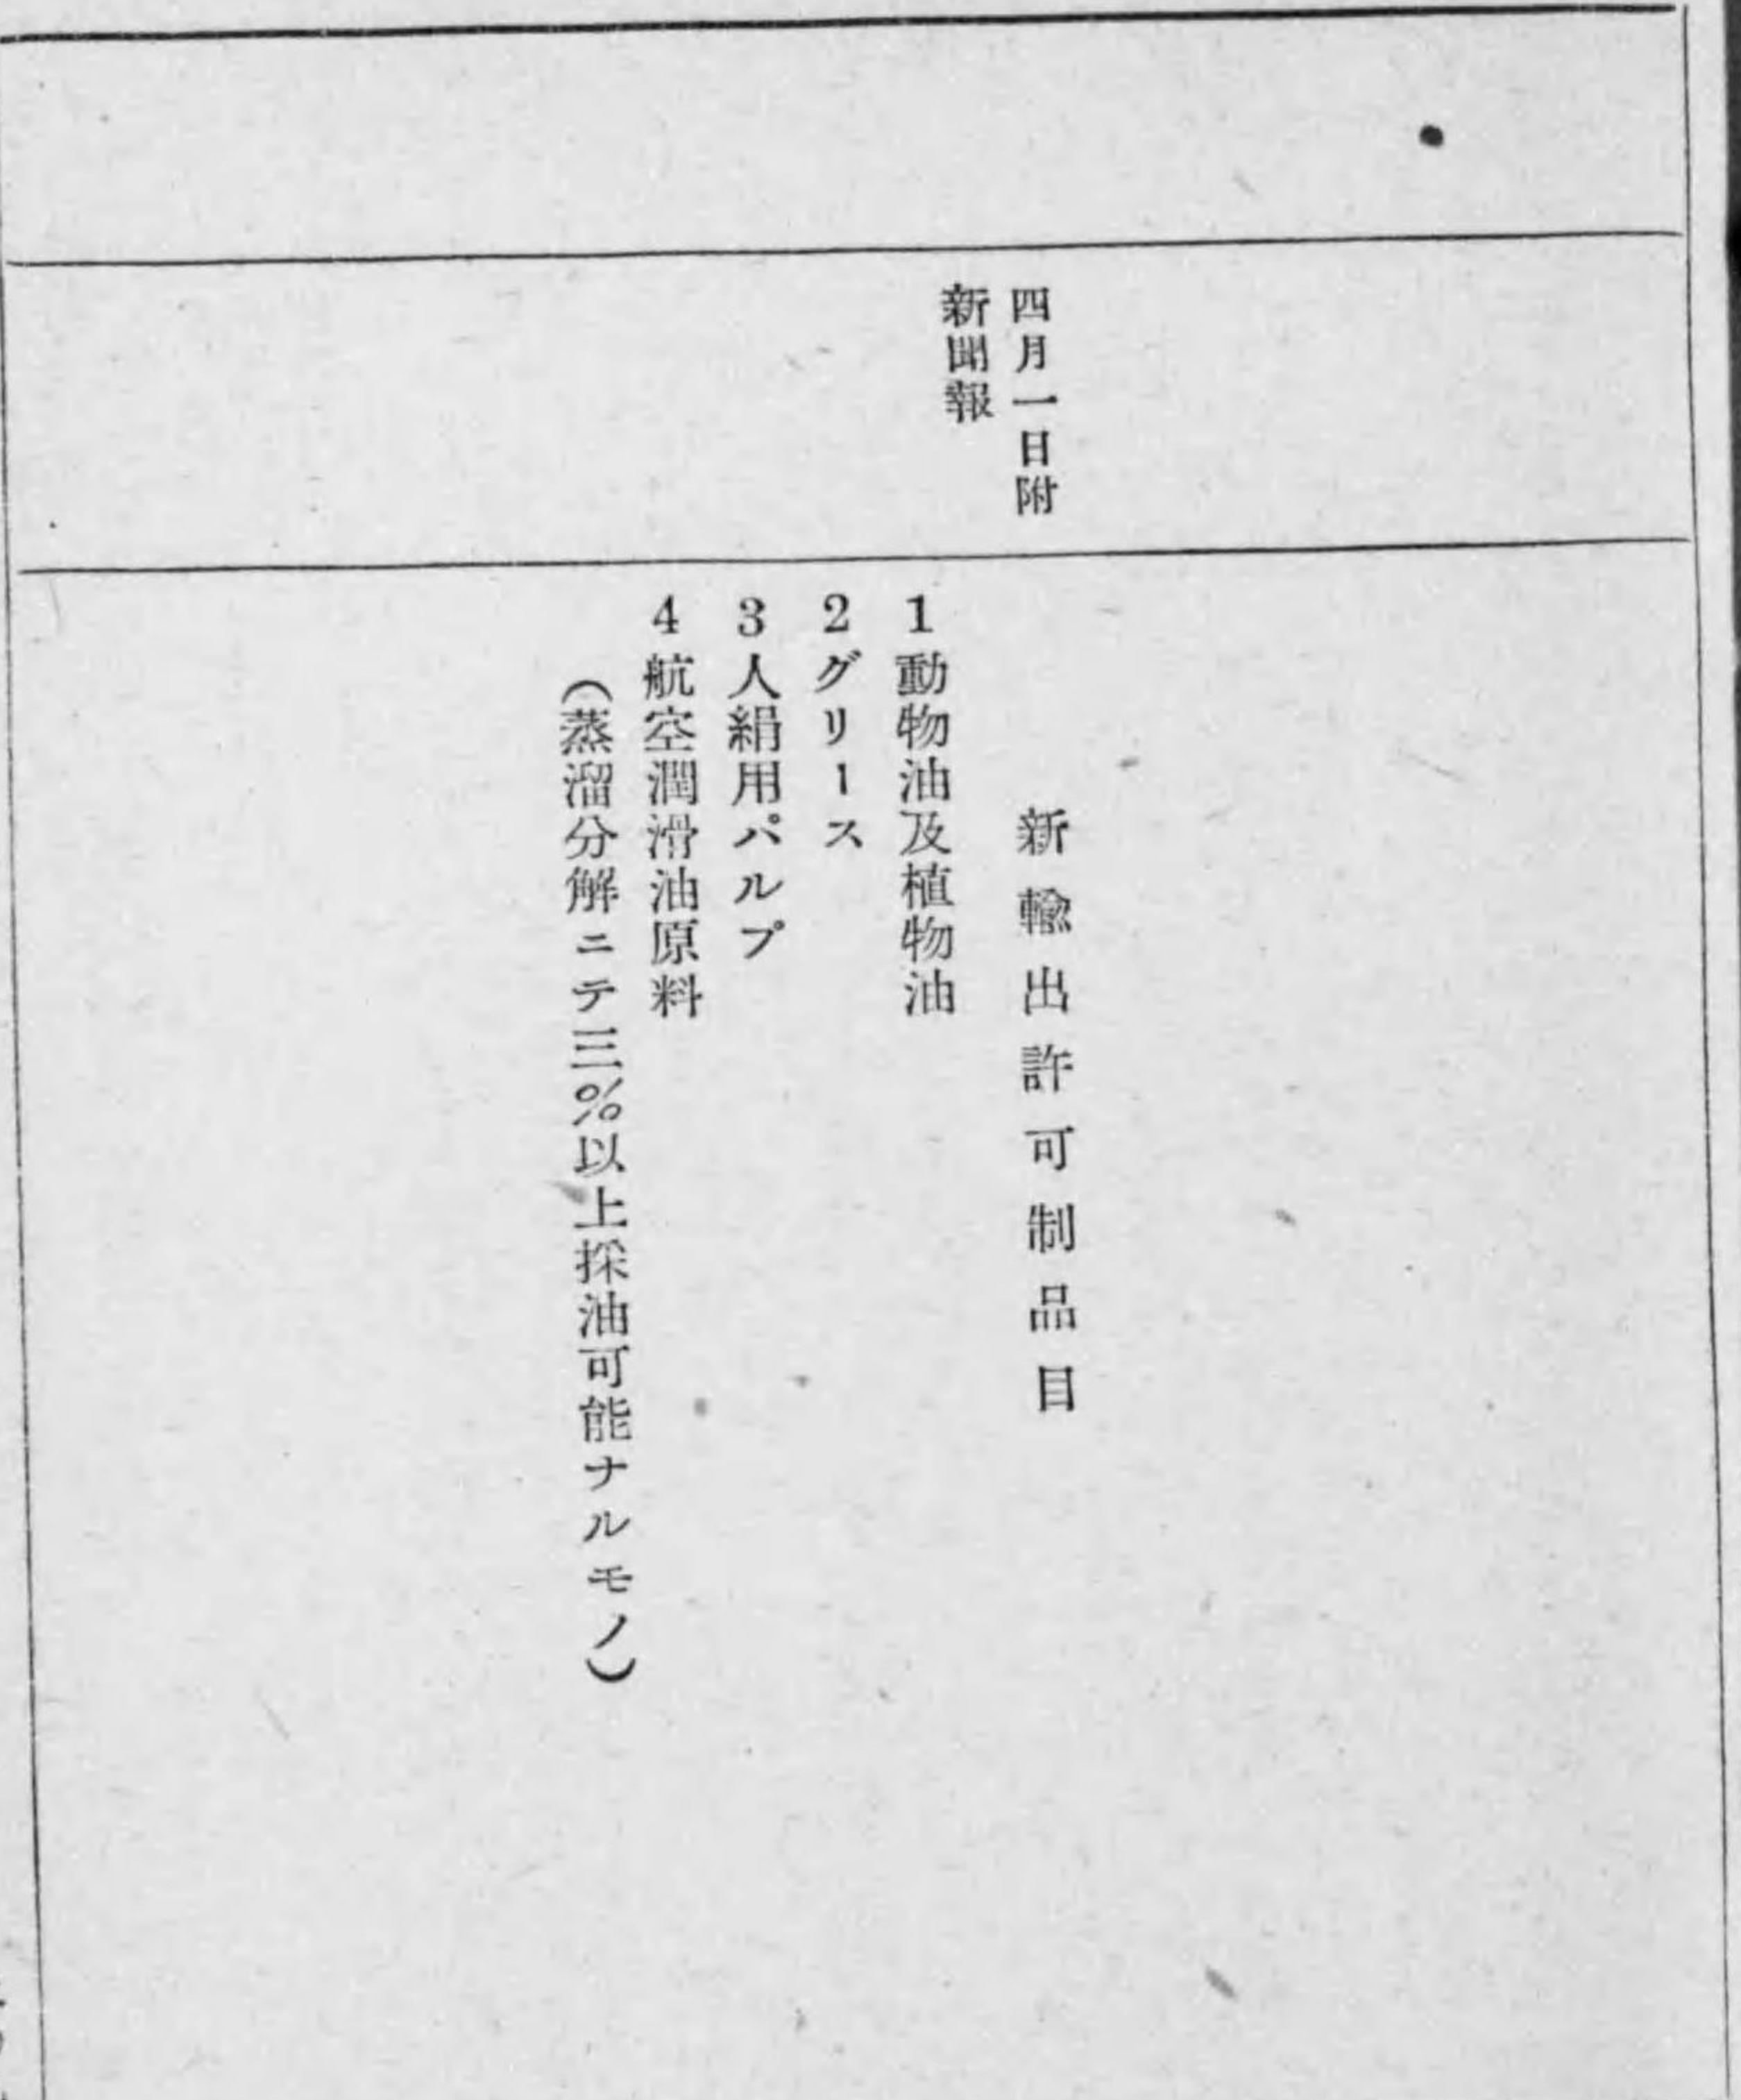 四月一日附
新聞報
新輸出許可制品目
1動物油及植物油
2グリース
3人絹用パルプ
4航空潤滑油原料
(蒸溜分解ニテ三%以上採油可能ナルモノ)